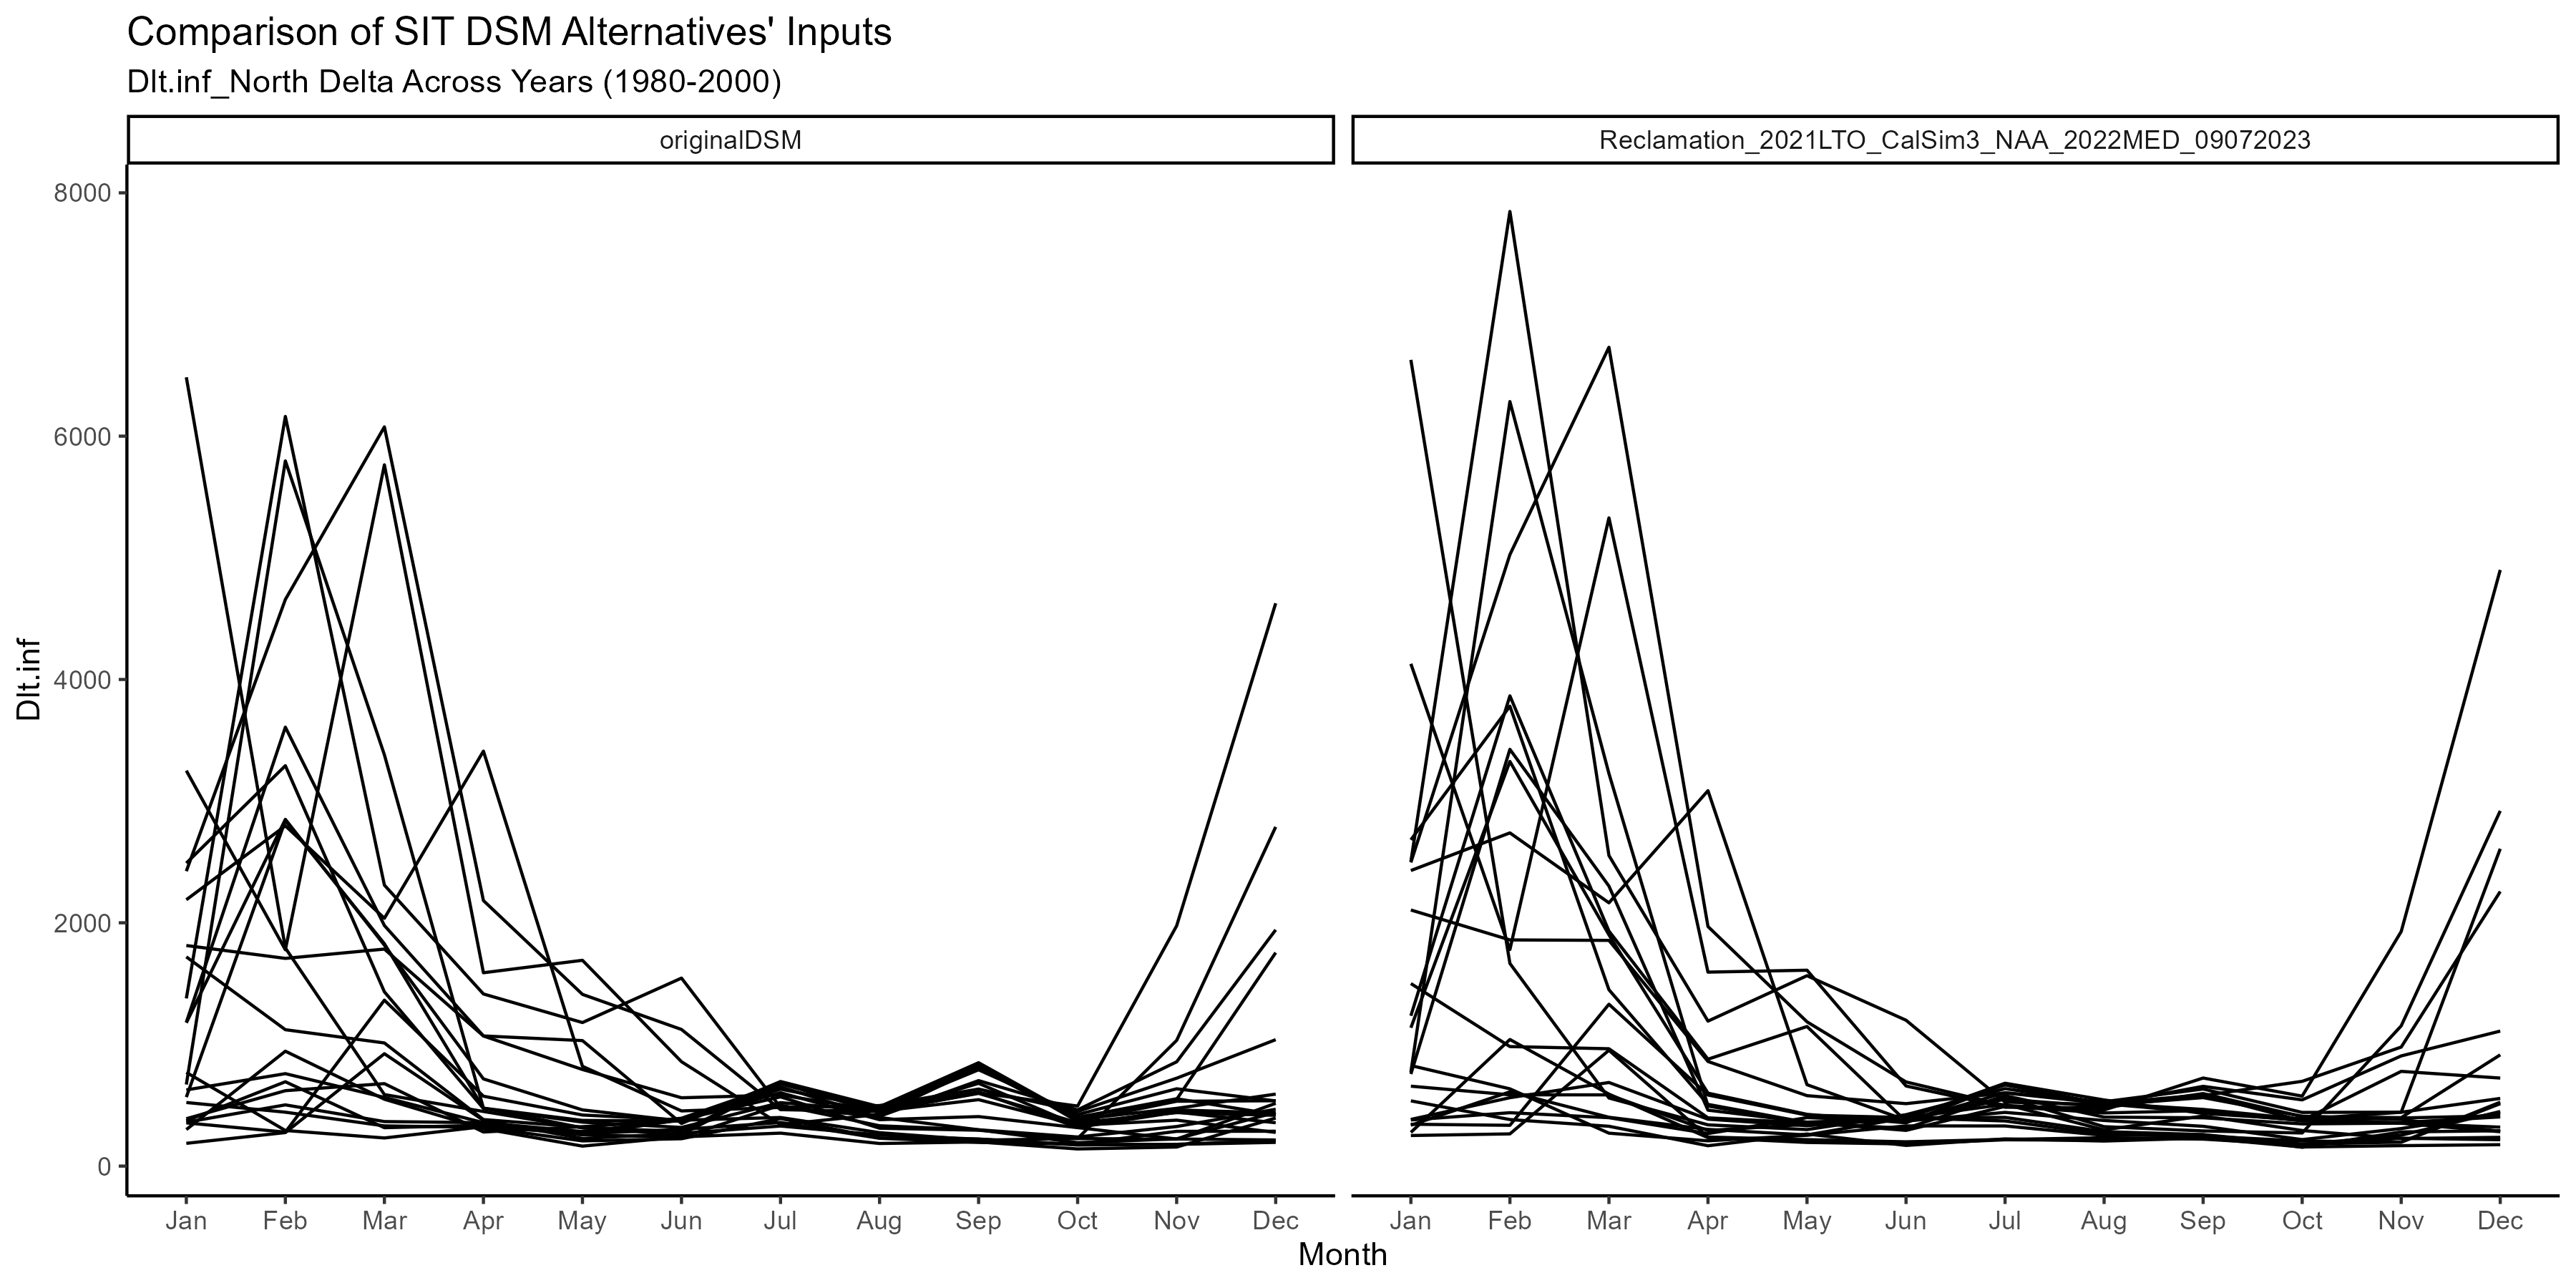 Comparison of SIT DSM Alternatives' Inputs
Dlt.inf_North Delta Across Years (1980-2000)
originalDSM
Reclamation_2021LTO_CalSim3_NAA_2022MED_09072023
8000
6000
4000
2000
0
Dlt.inf
Jan Feb Mar Apr May Jun Jul Aug Sep Oct Nov Dec
Jan Feb Mar Apr May Jun Jul Aug Sep Oct Nov Dec
Month